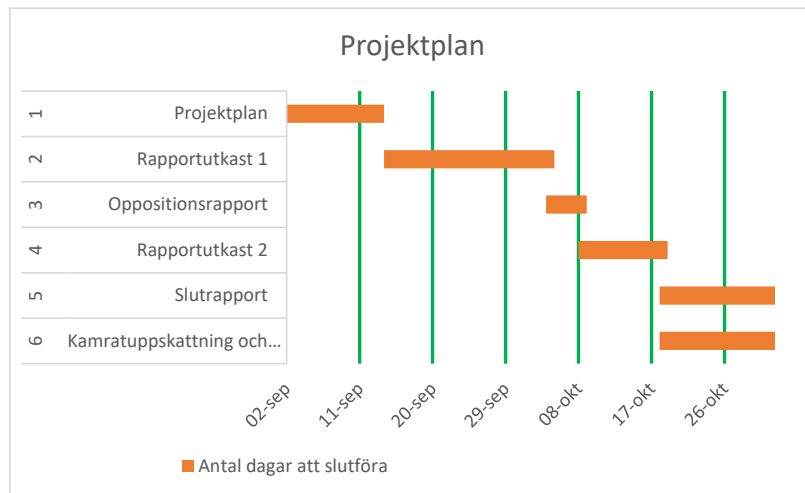 Projektplan
1 Projektplan
2 Rapportutkast 1
3 Oppositionsrapport
4 Rapportutkast 2
5 Slutrapport
6 Kamratuppskattning och...
02-sep 11-sep 20-sep 29-sep 08-okt 17-okt 26-okt
Antal dagar att slutföra